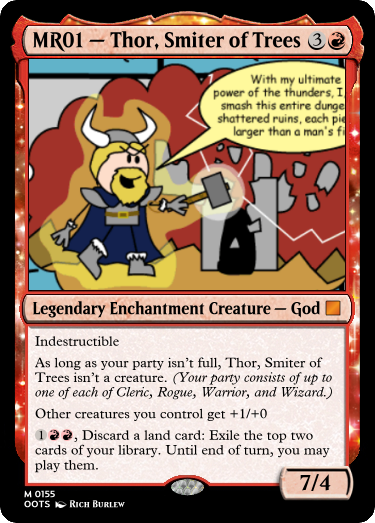 MR01 — Thor, Smiter of Trees 3
With my ultimate
power of the thunders, I,
smash this entire dunge
shattered ruins, each pie
larger than a man's fi
Legendary Enchantment Creature — God
Indestructible
As long as your party isn't full, Thor, Smiter of
Trees isn't a creature. (Your party consists of up
to one of each of Cleric, Rogue, Warrior, and Wizard.)
Other creatures you control get +1/+0
1, Discard a land card: Exile the top two
cards of your library. Until end of turn, you may
play them.
7/4
M 0155
OOTS Rich Burlew